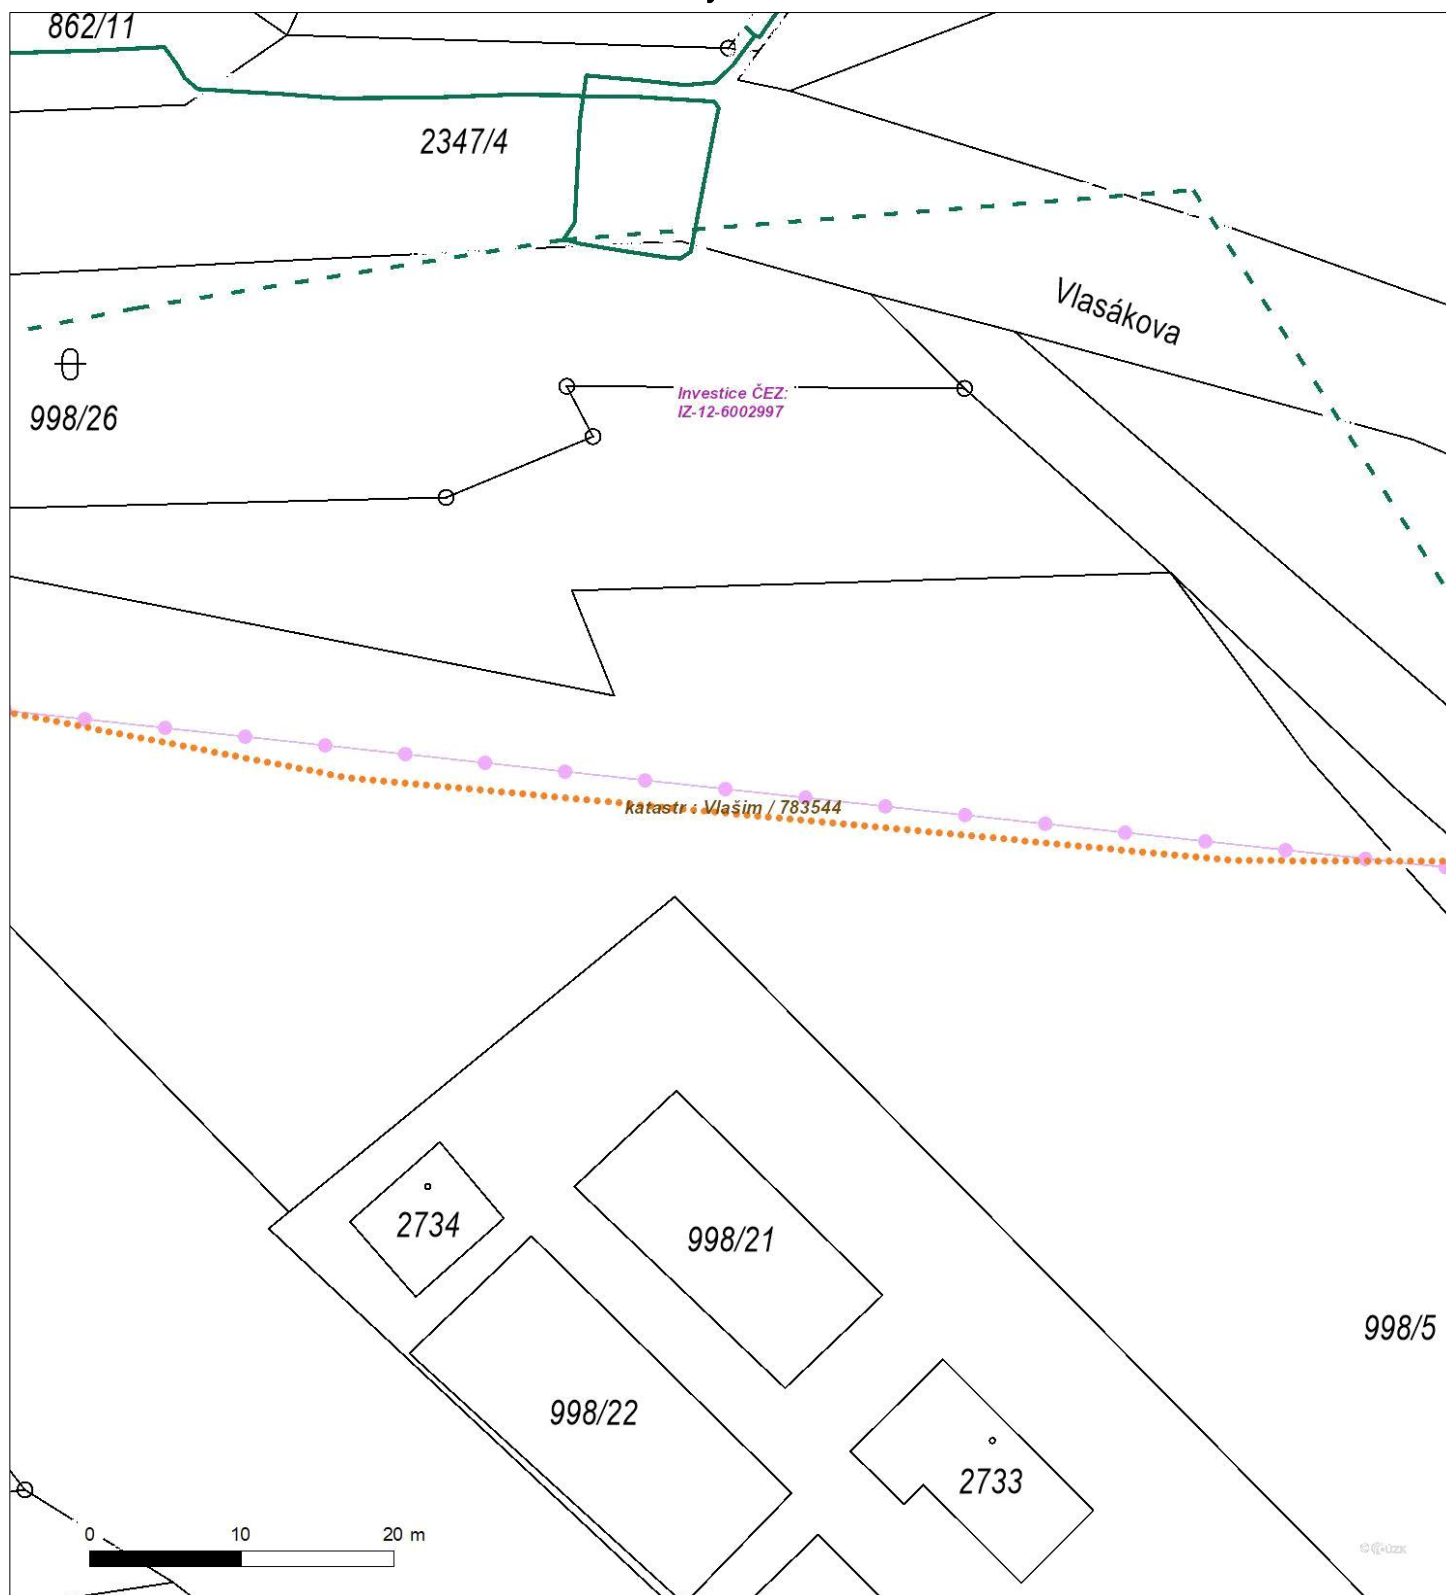 862/11
2347/4
Vlasákova
Investice ČEZ:
IZ-12-6002997
998/26
katastr : Vlašim / 783544
2734
998/21
998/5
998/22
2733
0 10 20 m